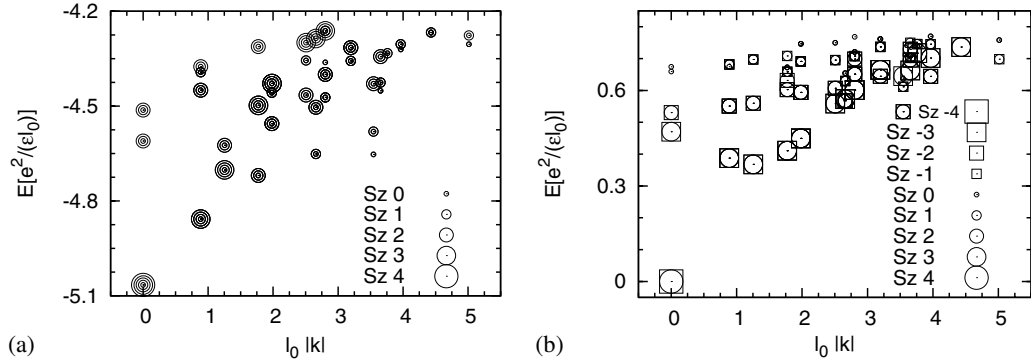 -4.2
-4.5
-4.8
-5.1
E[e²/(εl₀)]
Sz 0
Sz 1
Sz 2
Sz 3
Sz 4
0 1 2 3 4 5
l₀ |k|
(a)
0.6
0.3
0
E[e²/(εl₀)]
Sz -4
Sz -3
Sz -2
Sz -1
Sz 0
Sz 1
Sz 2
Sz 3
Sz 4
0 1 2 3 4 5
l₀ |k|
(b)